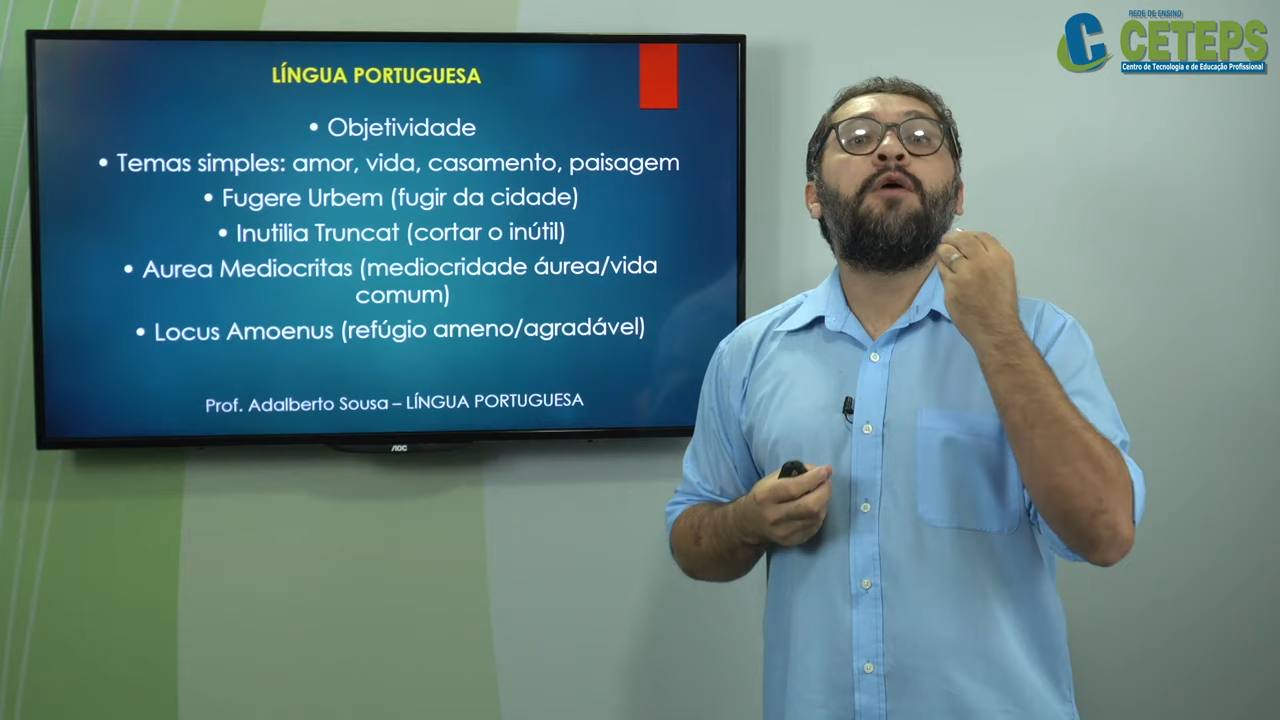 REDE DE ENSINO
CETEPS
Centro de Tecnologia e de Educação Profissional
LÍNGUA PORTUGUESA
• Objetividade
• Temas simples: amor, vida, casamento, paisagem
• Fugere Urbem (fugir da cidade)
• Inutilia Truncat (cortar o inútil)
• Aurea Mediocritas (mediocridade áurea/vida
comum)
• Locus Amoenus (refúgio ameno/agradável)
Prof. Adalberto Sousa – LÍNGUA PORTUGUESA
AOC